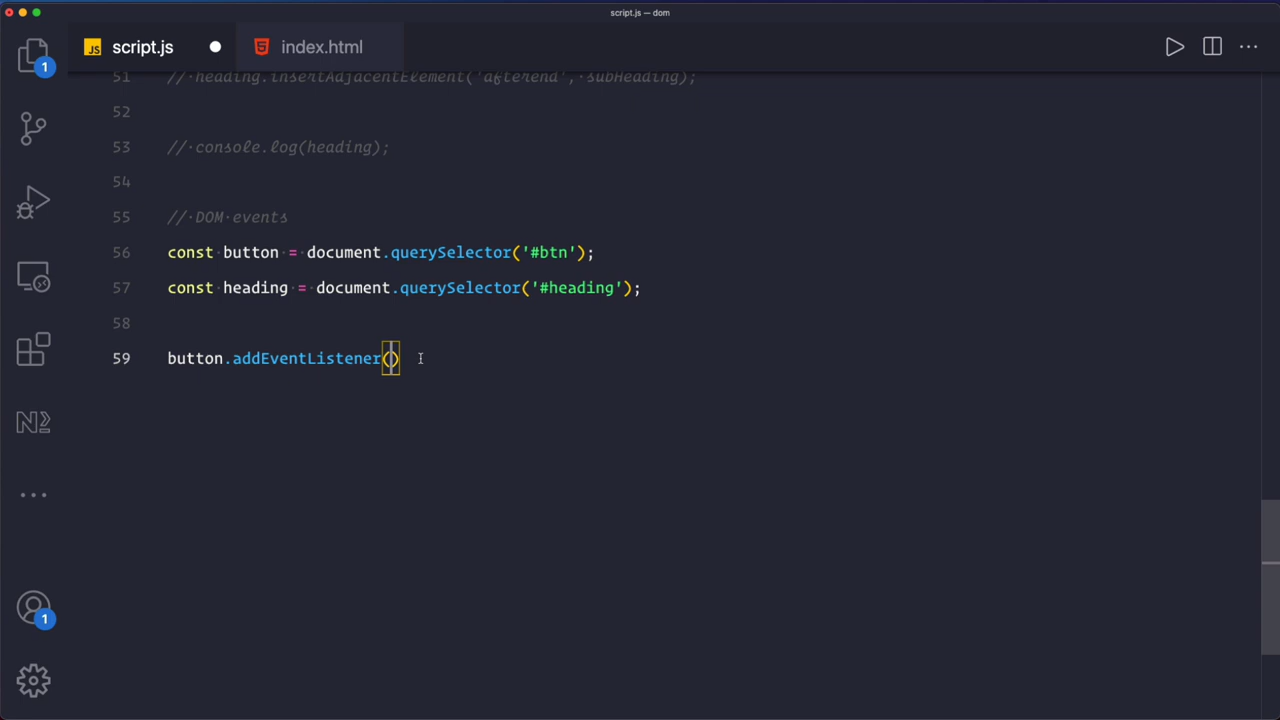 script.js — dom
JS script.js
index.html
51 // heading.insertAdjacentElement('afterend', subHeading);
52
53 // console.log(heading);
54
55 // DOM events
56 const button = document.querySelector('#btn');
57 const heading = document.querySelector('#heading');
58
59 button.addEventListener()
1
1